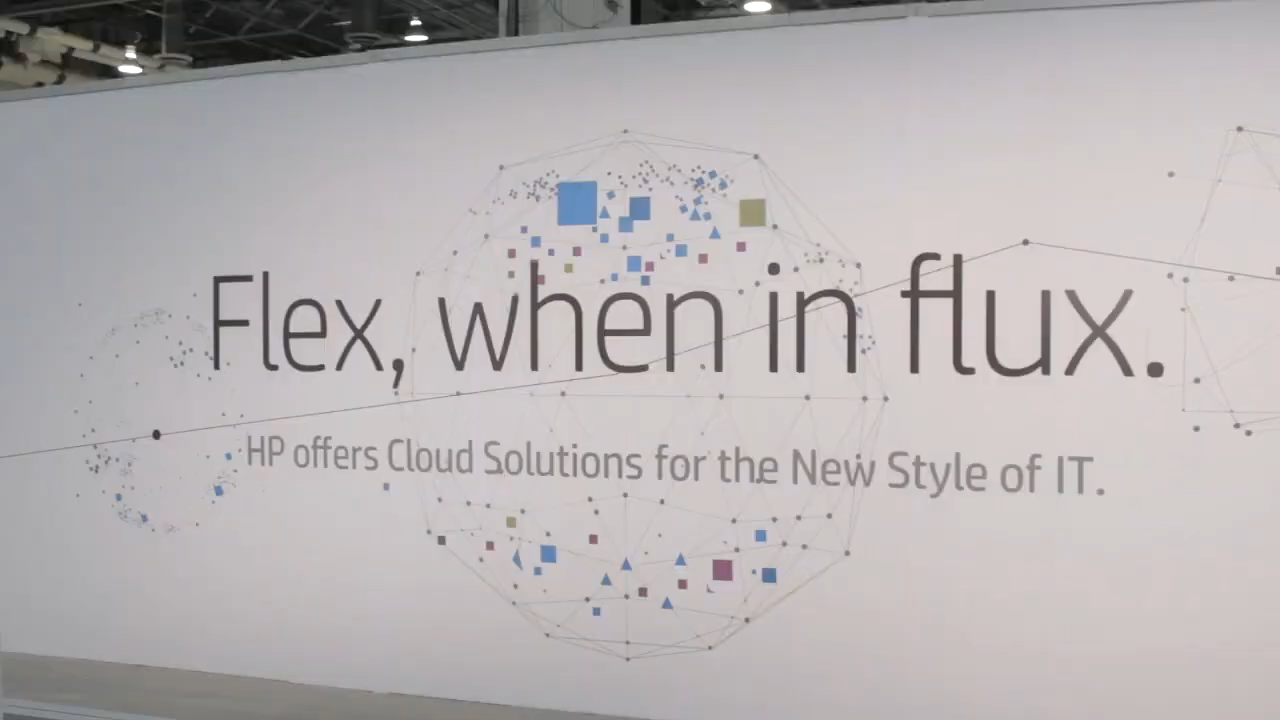 Flex, when in flux.
HP offers Cloud Solutions for the New Style of IT.